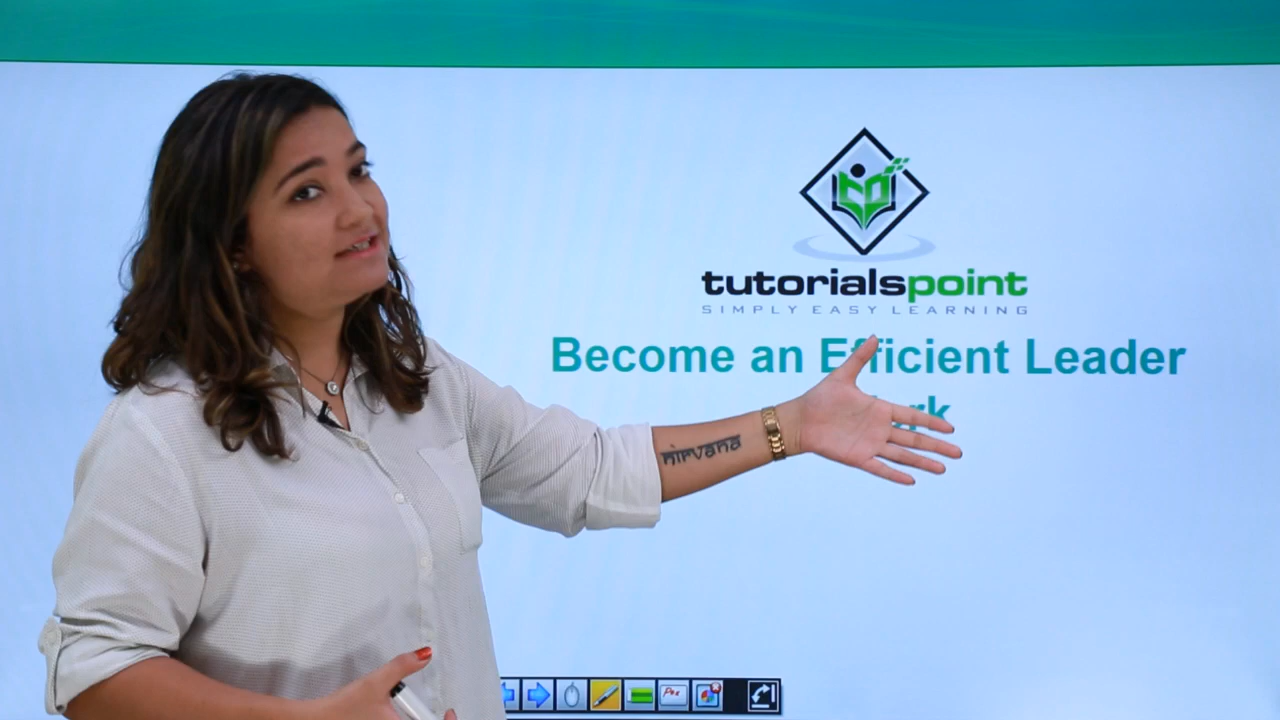 tutorialspoint
SIMPLY EASY LEARNING
Become an Efficient Leader
nirvana